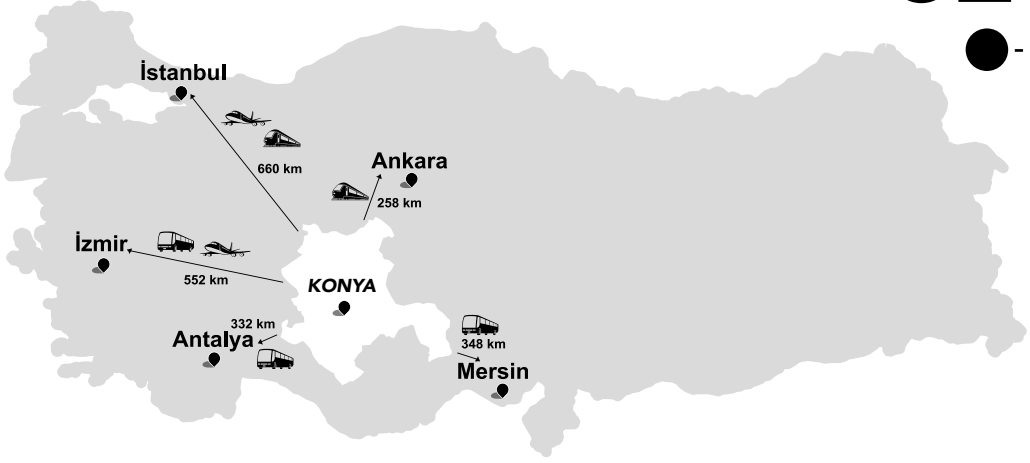 İstanbul
660 km
Ankara
258 km
İzmir
552 km
KONYA
332 km
Antalya
348 km
Mersin